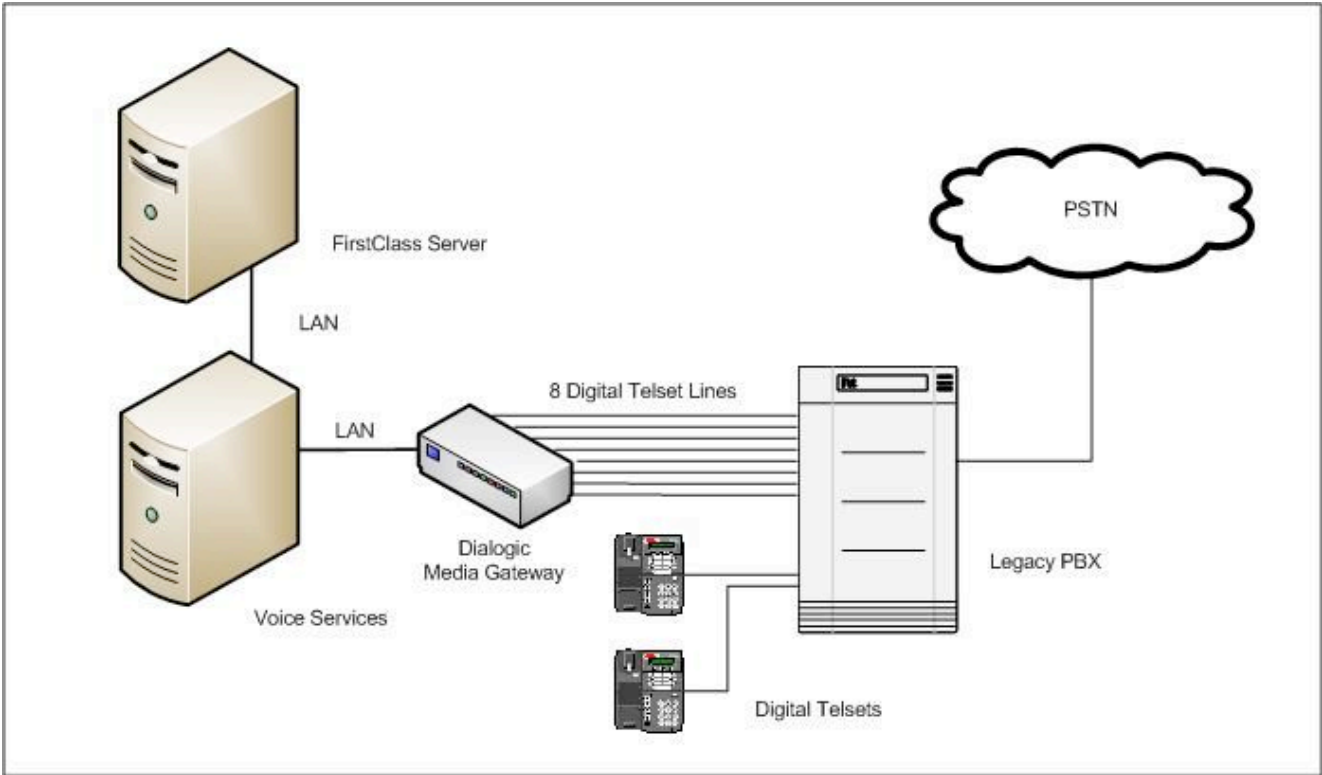 FirstClass Server
PSTN
LAN
8 Digital Telset Lines
LAN
Dialogic
Media Gateway
Legacy PBX
Voice Services
Digital Telsets